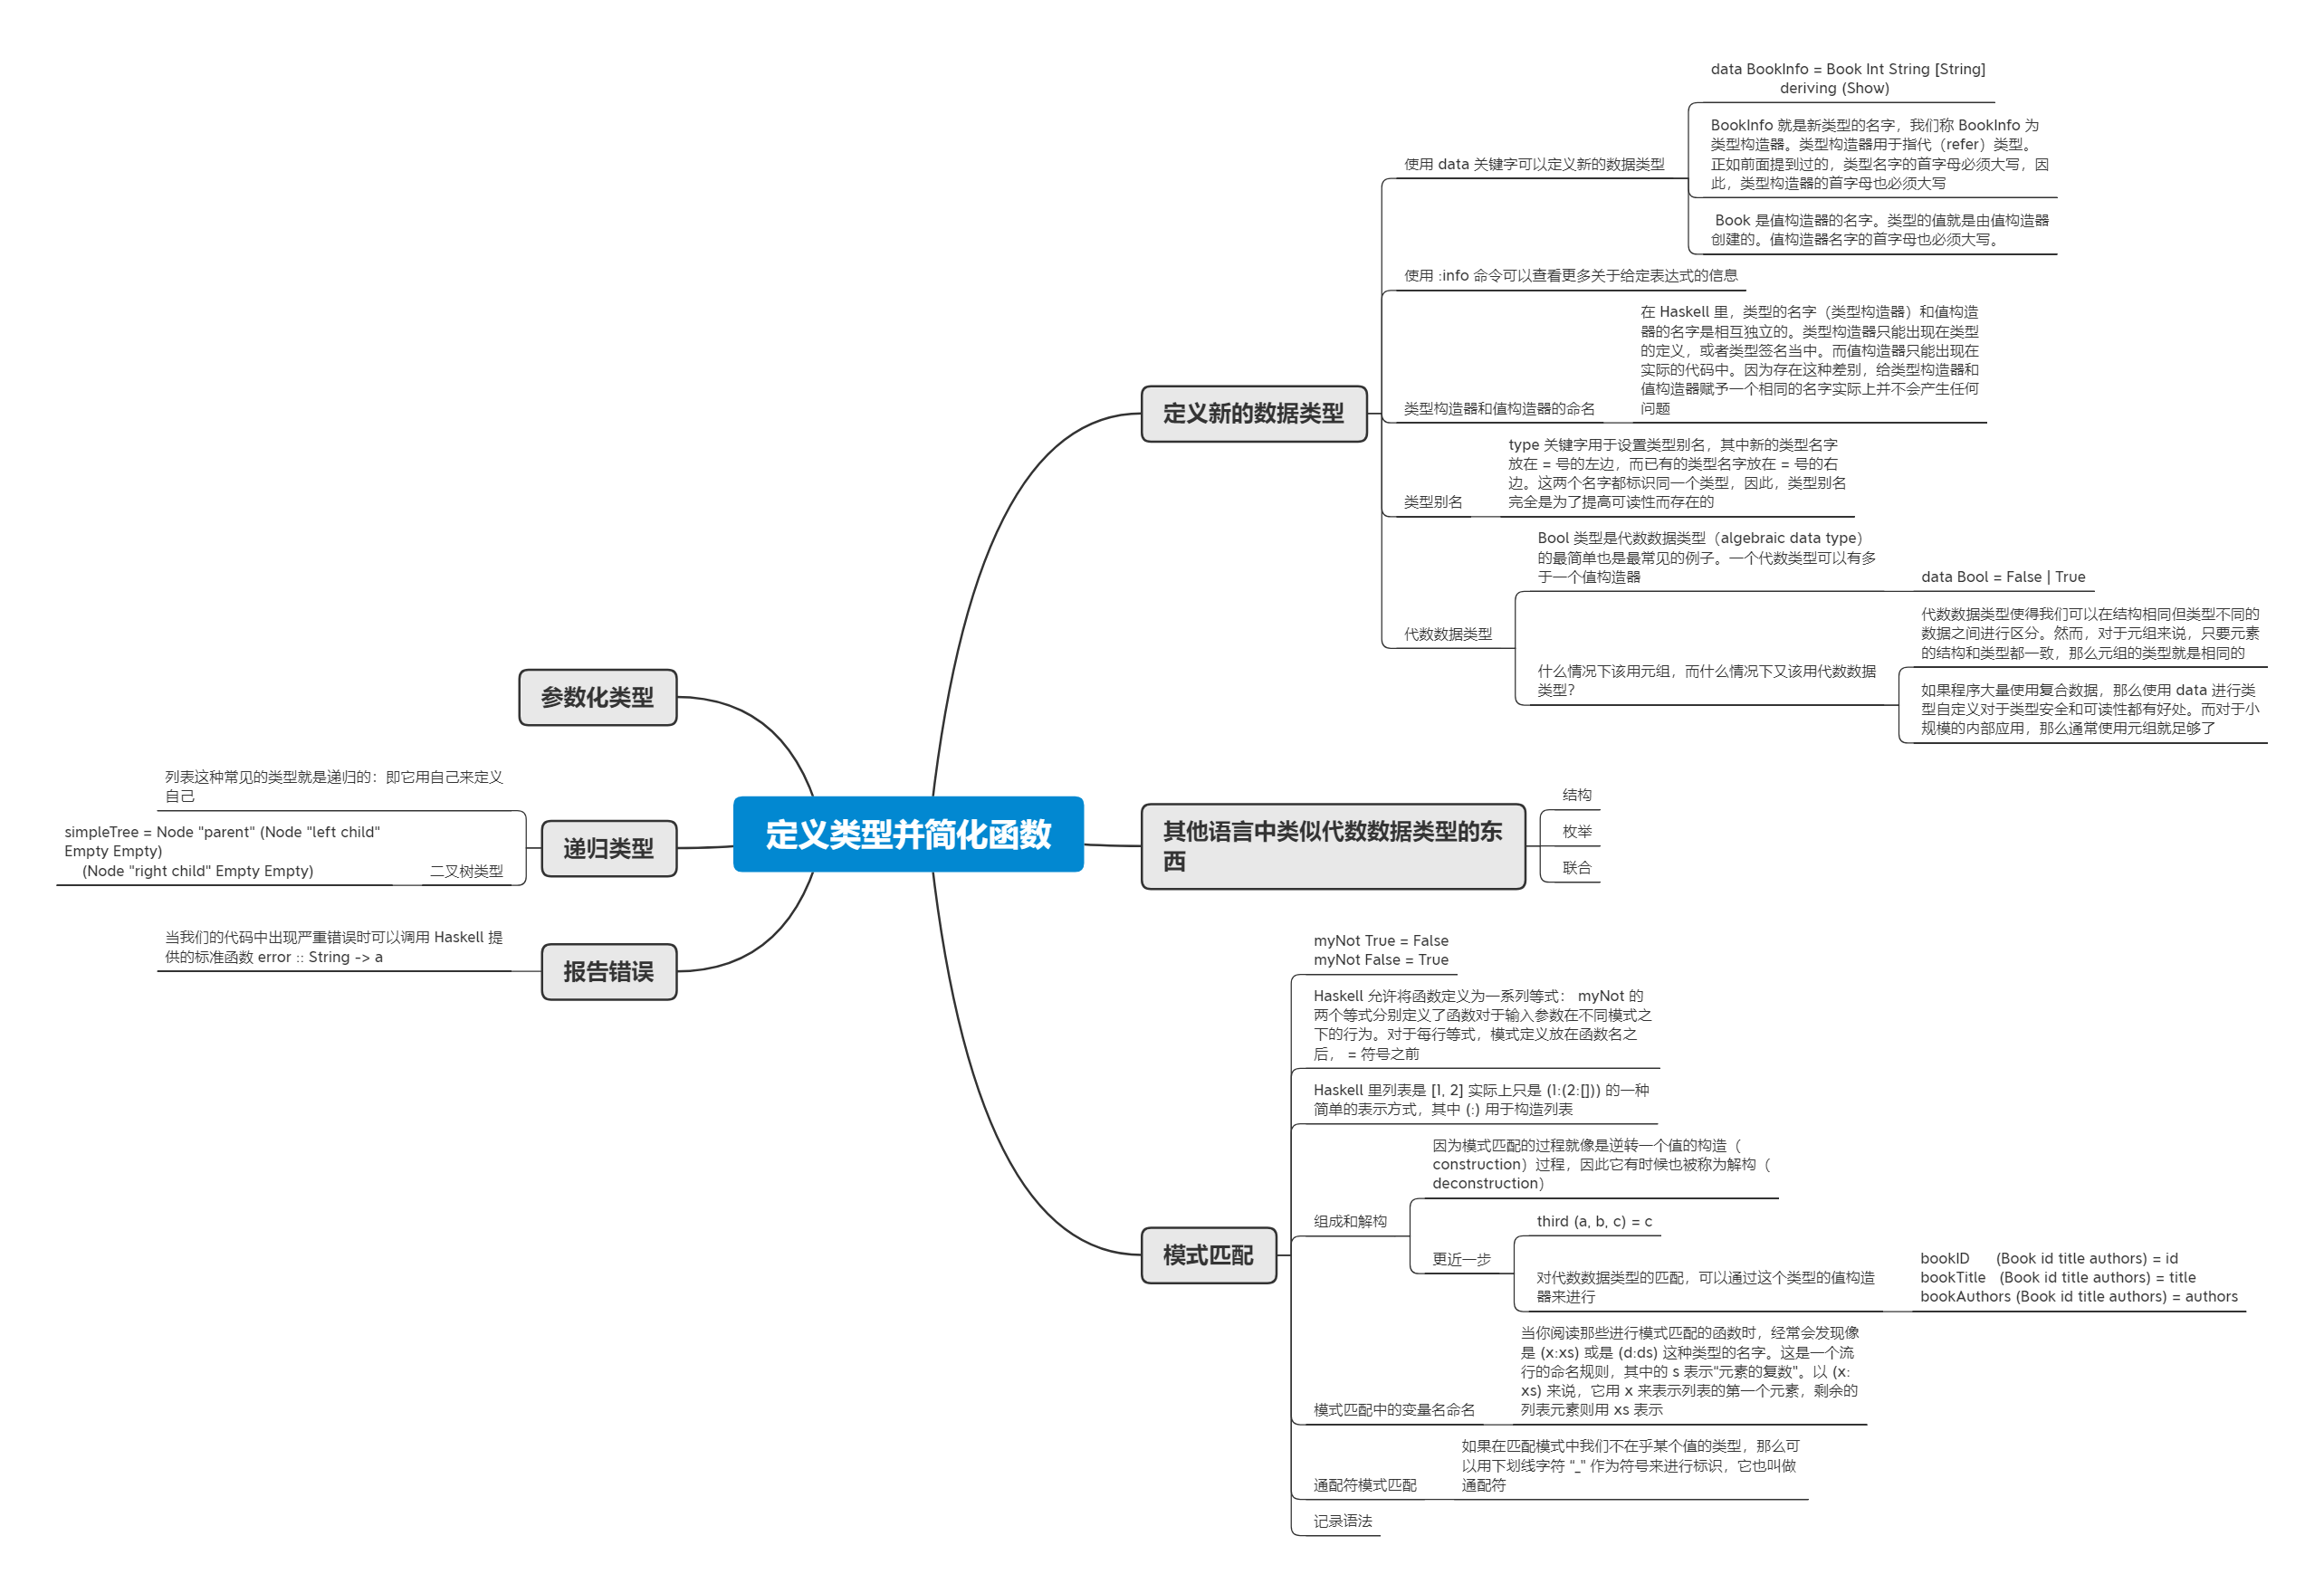 定义类型并简化函数
定义新的数据类型
使用 data 关键字可以定义新的数据类型
data BookInfo = Book Int String [String]
deriving (Show)
BookInfo 就是新类型的名字，我们称 BookInfo 为
类型构造器。类型构造器用于指代（refer）类型。
正如前面提到过的，类型名字的首字母必须大写，因
此，类型构造器的首字母也必须大写
Book 是值构造器的名字。类型的值就是由值构造器
创建的。值构造器名字的首字母也必须大写。
使用 :info 命令可以查看更多关于给定表达式的信息
类型构造器和值构造器的命名
在 Haskell 里，类型的名字（类型构造器）和值构造
器的名字是相互独立的。类型构造器只能出现在类型
的定义，或者类型签名当中。而值构造器只能出现在
实际的代码中。因为存在这种差别，给类型构造器和
值构造器赋予一个相同的名字实际上并不会产生任何
问题
类型别名
type 关键字用于设置类型别名，其中新的类型名字
放在 = 号的左边，而已有的类型名字放在 = 号的右
边。这两个名字都标识同一个类型，因此，类型别名
完全是为了提高可读性而存在的
代数数据类型
Bool 类型是代数数据类型（algebraic data type）
的最简单也是最常见的例子。一个代数类型可以有多
于一个值构造器
data Bool = False | True
什么情况下该用元组，而什么情况下又该用代数数据
类型？
代数数据类型使得我们可以在结构相同但类型不同的
数据之间进行区分。然而，对于元组来说，只要元素
的结构和类型都一致，那么元组的类型就是相同的
如果程序大量使用复合数据，那么使用 data 进行类
型自定义对于类型安全和可读性都有好处。而对于小
规模的内部应用，那么通常使用元组就足够了
其他语言中类似代数数据类型的东
西
结构
枚举
联合
模式匹配
myNot True = False
myNot False = True
Haskell 允许将函数定义为一系列等式： myNot 的
两个等式分别定义了函数对于输入参数在不同模式之
下的行为。对于每行等式，模式定义放在函数名之
后， = 符号之前
Haskell 里列表是 [1, 2] 实际上只是 (1:(2:[])) 的一种
简单的表示方式，其中 (:) 用于构造列表
组成和解构
因为模式匹配的过程就像是逆转一个值的构造（
construction）过程，因此它有时候也被称为解构（
deconstruction）
更近一步
third (a, b, c) = c
对代数数据类型的匹配，可以通过这个类型的值构造
器来进行
bookID      (Book id title authors) = id
bookTitle   (Book id title authors) = title
bookAuthors (Book id title authors) = authors
模式匹配中的变量名命名
当你阅读那些进行模式匹配的函数时，经常会发现像
是 (x:xs) 或是 (d:ds) 这种类型的名字。这是一个流
行的命名规则，其中的 s 表示“元素的复数”。以 (x:
xs) 来说，它用 x 来表示列表的第一个元素，剩余的
列表元素则用 xs 表示
通配符模式匹配
如果在匹配模式中我们不在乎某个值的类型，那么可
以用下划线字符 “_” 作为符号来进行标识，它也叫做
通配符
记录语法
参数化类型
递归类型
列表这种常见的类型就是递归的：即它用自己来定义
自己
二叉树类型
simpleTree = Node "parent" (Node "left child"
Empty Empty)
(Node "right child" Empty Empty)
报告错误
当我们的代码中出现严重错误时可以调用 Haskell 提
供的标准函数 error :: String -> a